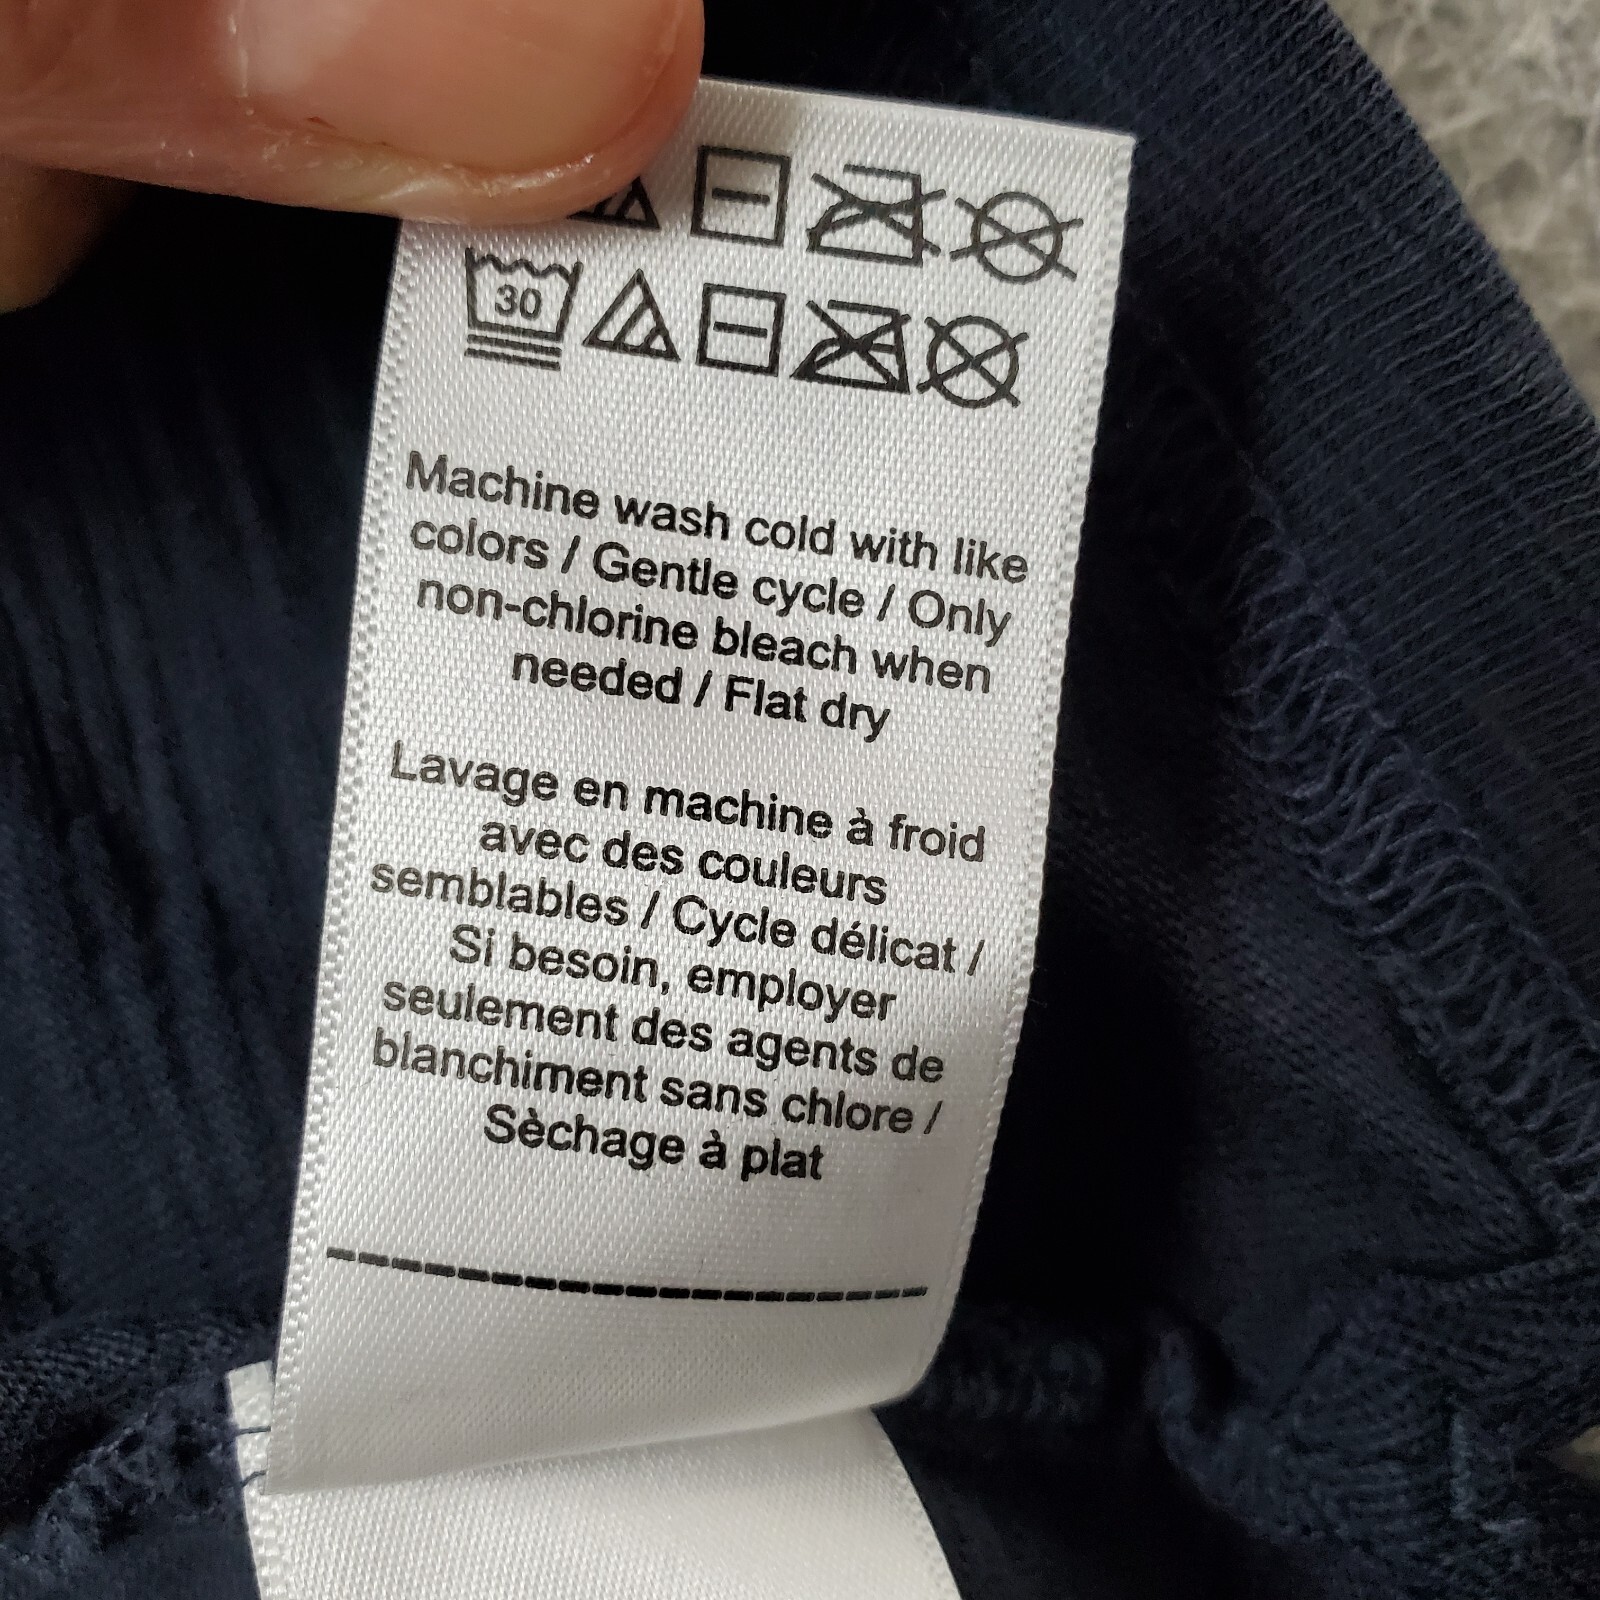 30
Machine wash cold with like
colors / Gentle cycle / Only
non-chlorine bleach when
needed / Flat dry
Lavage en machine à froid
avec des couleurs
semblables / Cycle délicat /
Si besoin, employer
seulement des agents de
blanchiment sans chlore /
Sèchage à plat